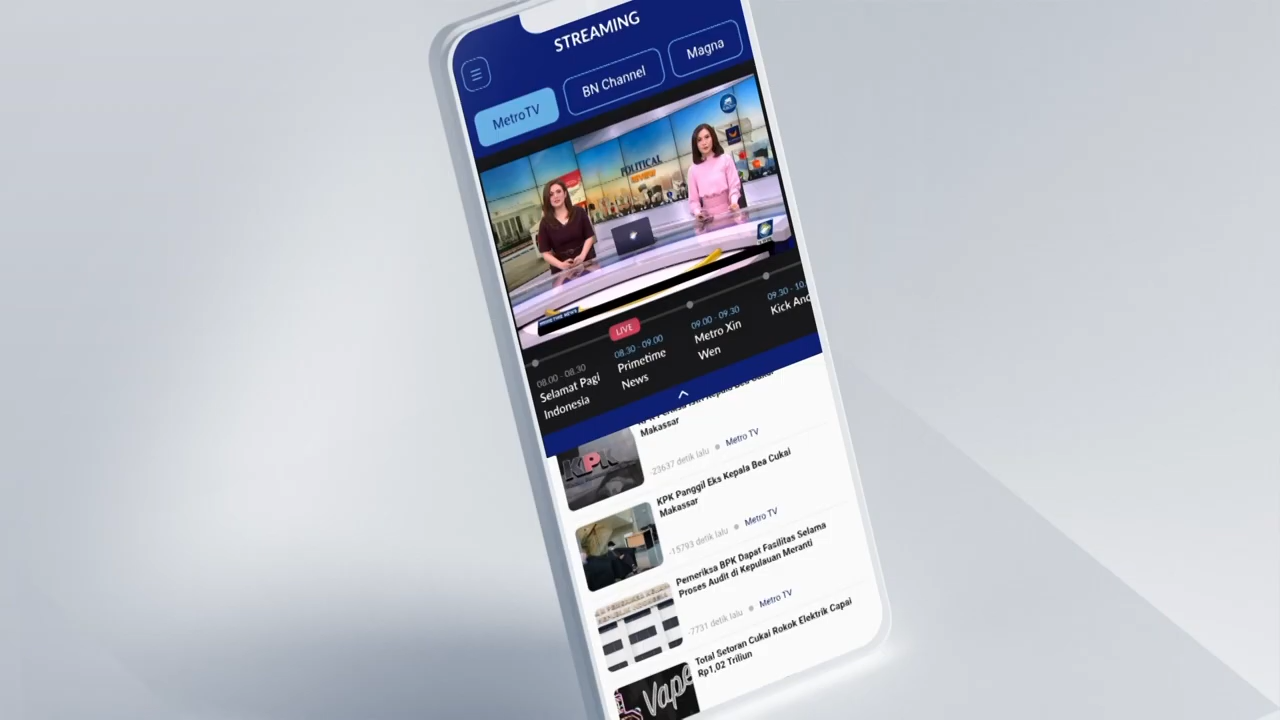 STREAMING
MetroTV
BN Channel
Magna
POLITICAL
REVIEW
PRIMETIME NEWS
LIVE
08.00 - 08.30
Selamat Pagi
Indonesia
08.30 - 09.00
Primetime
News
09.00 - 09.30
Metro Xin
Wen
09.30 - 10.
Kick And
Makassar
-23637 detik lalu
Metro TV
KPK
KPK Panggil Eks Kepala Bea Cukai
Makassar
-15793 detik lalu
Metro TV
Pemeriksa BPK Dapat Fasilitas Selama
Proses Audit di Kepulauan Meranti
-7731 detik lalu
Metro TV
Total Setoran Cukai Rokok Elektrik Capai
Rp1,02 Triliun
Vape